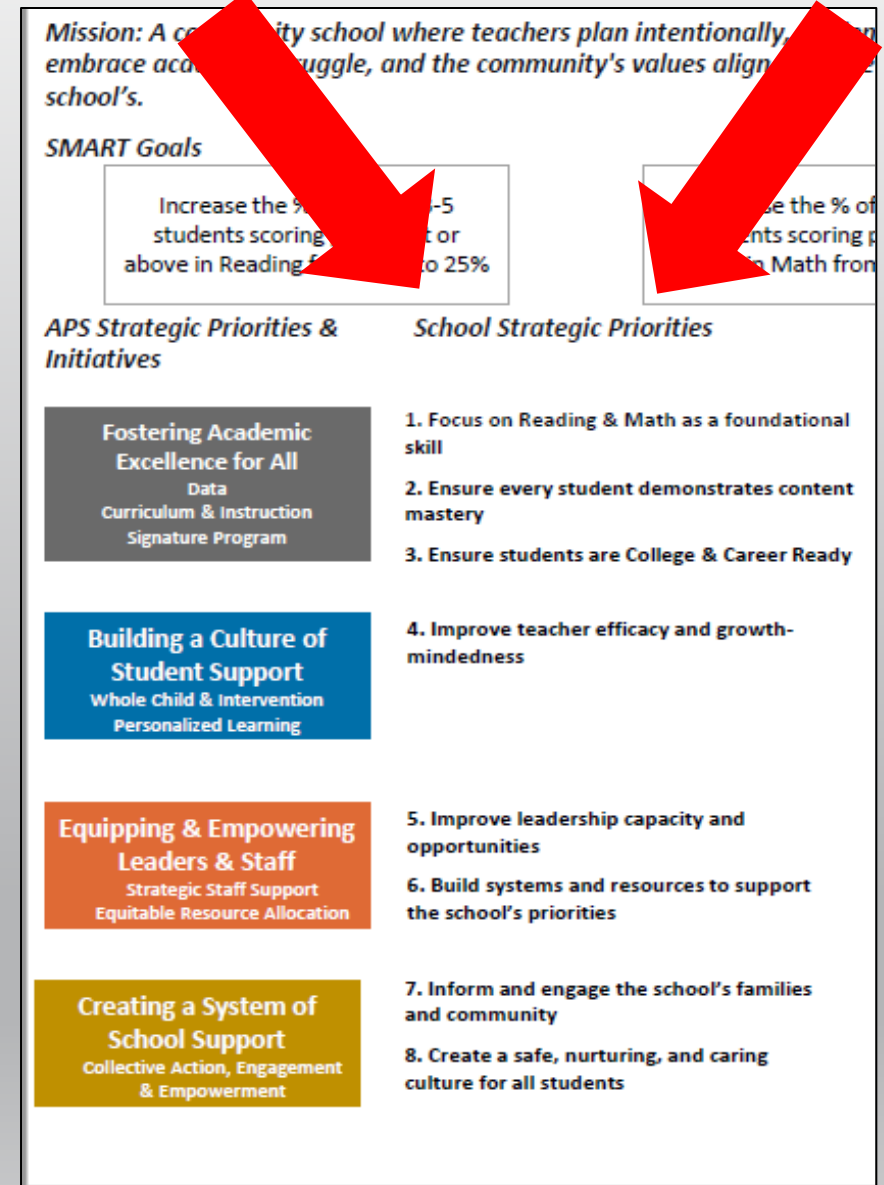 Mission: A ity school where teachers plan intentionally,
embrace uggle, and the community's values align
school's.
SMART Goals
Increase the % -5
students scoring t or
above in Reading to 25%
se the % of
nts scoring
in Math from
APS Strategic Priorities &
Initiatives
School Strategic Priorities
Fostering Academic
Excellence for All
Data
Curriculum & Instruction
Signature Program
1. Focus on Reading & Math as a foundational
skill
2. Ensure every student demonstrates content
mastery
3. Ensure students are College & Career Ready
Building a Culture of
Student Support
Whole Child & Intervention
Personalized Learning
4. Improve teacher efficacy and growth-
mindedness
Equipping & Empowering
Leaders & Staff
Strategic Staff Support
Equitable Resource Allocation
5. Improve leadership capacity and
opportunities
6. Build systems and resources to support
the school's priorities
Creating a System of
School Support
Collective Action, Engagement
& Empowerment
7. Inform and engage the school's families
and community
8. Create a safe, nurturing, and caring
culture for all students